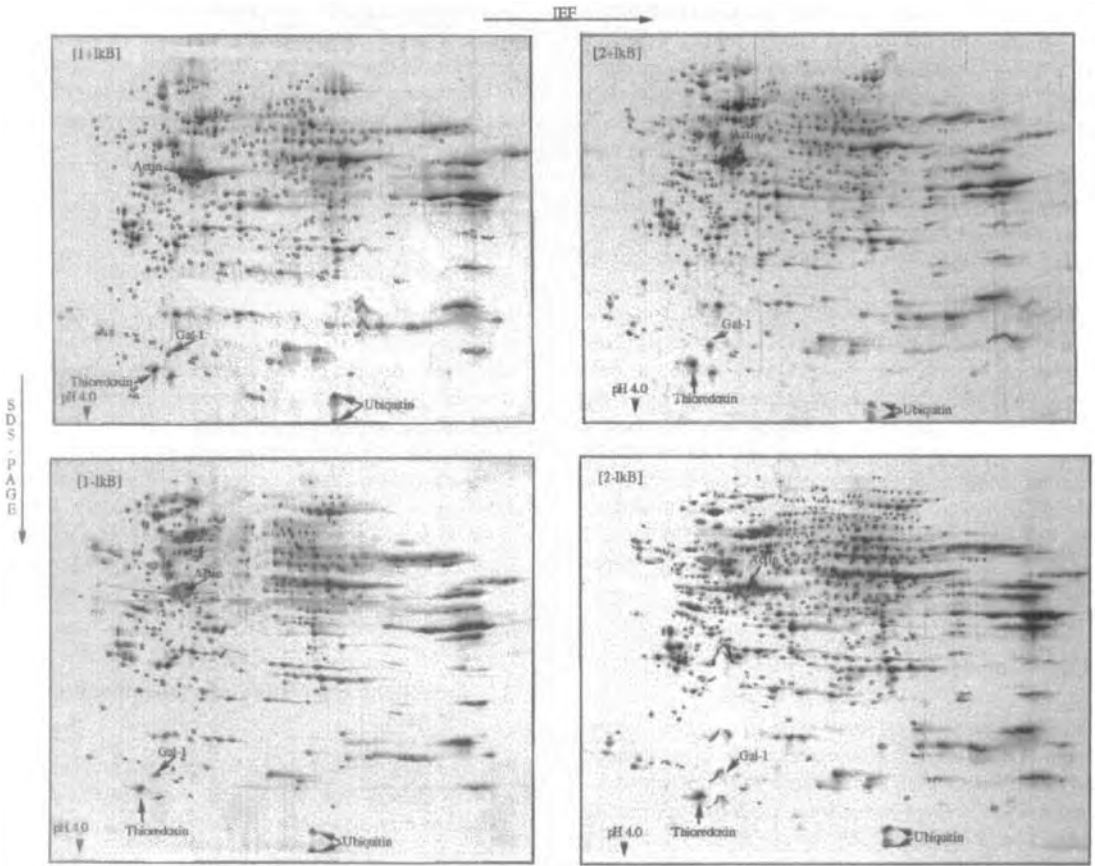 IEF
[1+IkB]
Actin
Gal-1
Thioredoxin
pH 4.0
Ubiquitin
[2+IkB]
Actin
Gal-1
Thioredoxin
pH 4.0
Ubiquitin
SDS-PAGE
[1-IkB]
Actin
Gal-1
Thioredoxin
pH 4.0
Ubiquitin
[2-IkB]
Gal-1
Thioredoxin
pH 4.0
Ubiquitin